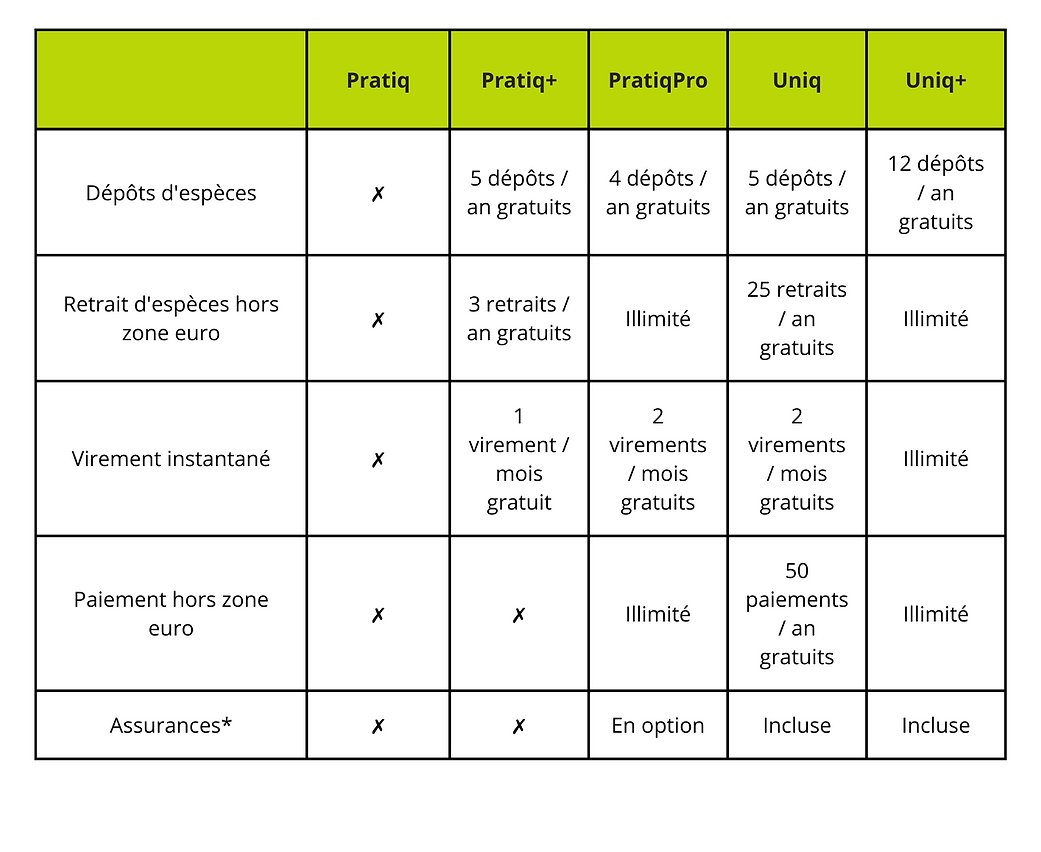 Pratiq Pratiq+ PratiqPro Uniq Uniq+
Dépôts d'espèces
✗
5 dépôts /
an gratuits
4 dépôts /
an gratuits
5 dépôts /
an gratuits
12 dépôts
/ an
gratuits
Retrait d'espèces hors
zone euro
✗
3 retraits /
an gratuits
Illimité
25 retraits
/ an
gratuits
Illimité
Virement instantané
✗
1
virement /
mois
gratuit
2
virements
/ mois
gratuits
2
virements
/ mois
gratuits
Illimité
Paiement hors zone
euro
✗
✗
Illimité
50
paiements
/ an
gratuits
Illimité
Assurances*
✗
✗
En option
Incluse
Incluse